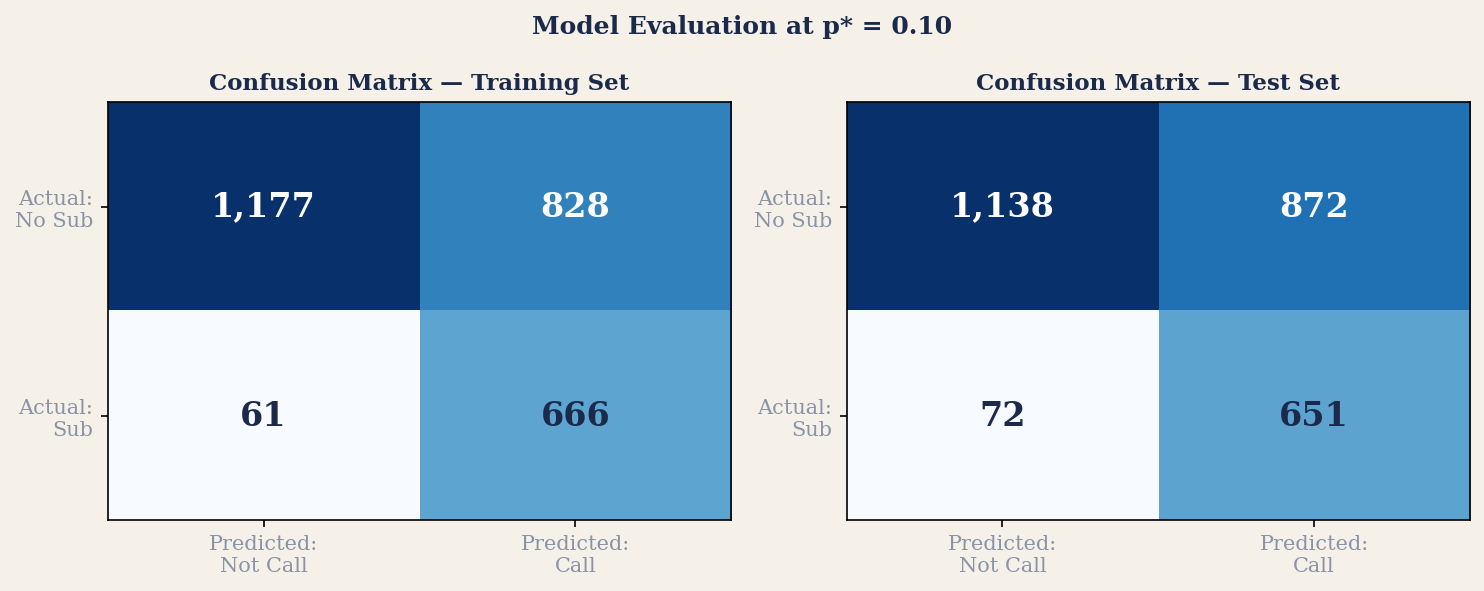 Model Evaluation at p* = 0.10
Confusion Matrix — Training Set
Actual:
No Sub
1,177
828
Actual:
Sub
61
666
Predicted:
Not Call
Predicted:
Call
Confusion Matrix — Test Set
Actual:
No Sub
1,138
872
Actual:
Sub
72
651
Predicted:
Not Call
Predicted:
Call